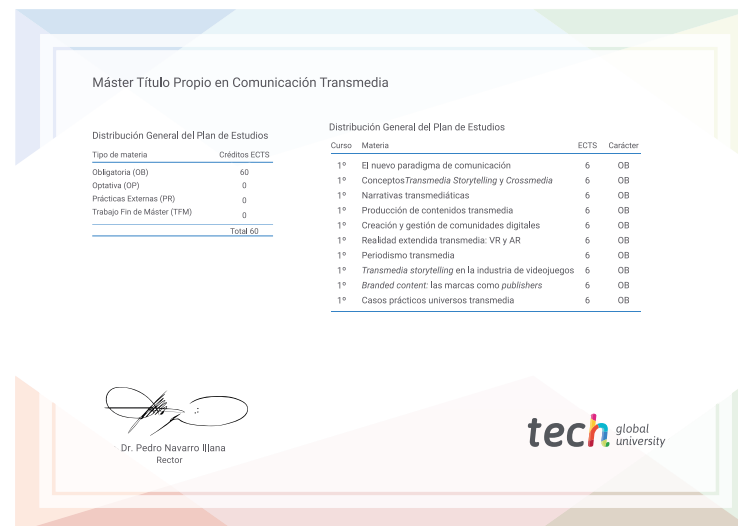 Máster Título Propio en Comunicación Transmedia
Distribución General del Plan de Estudios
Tipo de materia Créditos ECTS
Obligatoria (OB) 60
Optativa (OP) 0
Prácticas Externas (PR) 0
Trabajo Fin de Máster (TFM) 0
Total 60
Distribución General del Plan de Estudios
Curso Materia ECTS Carácter
1º El nuevo paradigma de comunicación 6 OB
1º ConceptosTransmedia Storytelling y Crossmedia 6 OB
1º Narrativas transmediáticas 6 OB
1º Producción de contenidos transmedia 6 OB
1º Creación y gestión de comunidades digitales 6 OB
1º Realidad extendida transmedia: VR y AR 6 OB
1º Periodismo transmedia 6 OB
1º Transmedia storytelling en la industria de videojuegos 6 OB
1º Branded content: las marcas como publishers 6 OB
1º Casos prácticos universos transmedia 6 OB
Dr. Pedro Navarro Illana
Rector
tech global
university